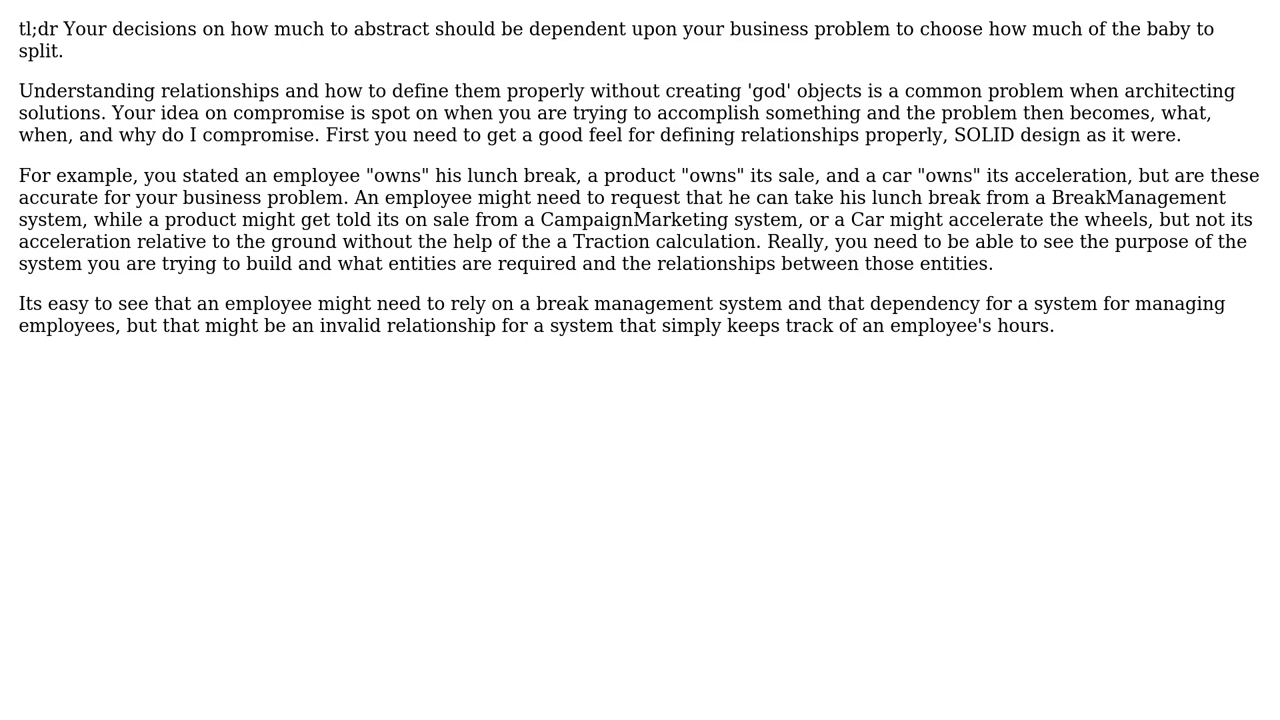 tl;dr Your decisions on how much to abstract should be dependent upon your business problem to choose how much of the baby to
split.
Understanding relationships and how to define them properly without creating 'god' objects is a common problem when architecting
solutions. Your idea on compromise is spot on when you are trying to accomplish something and the problem then becomes, what,
when, and why do I compromise. First you need to get a good feel for defining relationships properly, SOLID design as it were.
For example, you stated an employee "owns" his lunch break, a product "owns" its sale, and a car "owns" its acceleration, but are these
accurate for your business problem. An employee might need to request that he can take his lunch break from a BreakManagement
system, while a product might get told its on sale from a CampaignMarketing system, or a Car might accelerate the wheels, but not its
acceleration relative to the ground without the help of the a Traction calculation. Really, you need to be able to see the purpose of the
system you are trying to build and what entities are required and the relationships between those entities.
Its easy to see that an employee might need to rely on a break management system and that dependency for a system for managing
employees, but that might be an invalid relationship for a system that simply keeps track of an employee's hours.